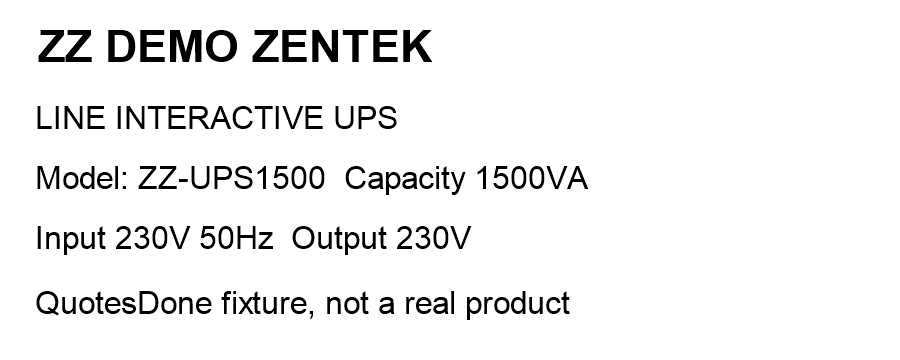 ZZ DEMO ZENTEK
LINE INTERACTIVE UPS
Model: ZZ-UPS1500  Capacity 1500VA
Input 230V 50Hz  Output 230V
QuotesDone fixture, not a real product